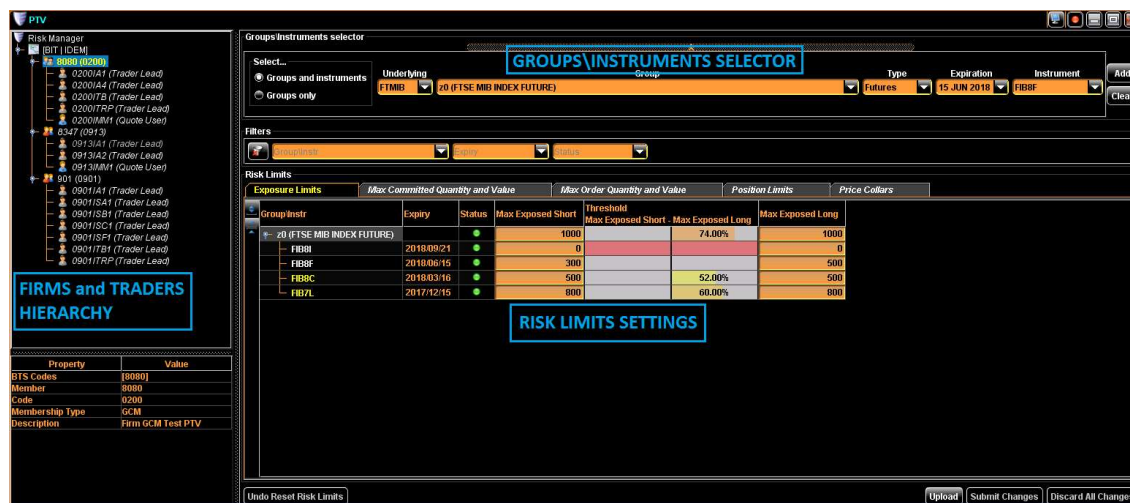 PTV
Risk Manager
[BIT | IDEM]
8080 (0200)
0200IA1 (Trader Lead)
0200IA1 (Trader Lead)
0200ITB (Trader Lead)
0200ITRP (Trader Lead)
0200IMM1 (Quote User)
8347 (0913)
0913IA1 (Trader Lead)
0913IA2 (Trader Lead)
0913IMM1 (Quote User)
901 (0901)
0901IA1 (Trader Lead)
0901ISA1 (Trader Lead)
0901ISB1 (Trader Lead)
0901ISC1 (Trader Lead)
0901ISF1 (Trader Lead)
0901ITB1 (Trader Lead)
0901ITRP (Trader Lead)
FIRMS and TRADERS
HIERARCHY
Property Value
BTS Codes [8080]
Member 8080
Code 0200
Membership Type GCM
Description Firm GCM Test PTV
Groups\Instruments selector
GROUPS\INSTRUMENTS SELECTOR
Select...
Groups and instruments
Groups only
Underlying Group Type Expiration Instrument
FTMIB z0 (FTSE MIB INDEX FUTURE) Futures 15 JUN 2018 FIB8F
Add
Clea
Filters
Group\Instr Expiry Status
Risk Limits
Exposure Limits Max Committed Quantity and Value Max Order Quantity and Value Position Limits Price Collars
Group\Instr Expiry Status Max Exposed Short Threshold Max Exposed Short - Max Exposed Long Max Exposed Long
z0 (FTSE MIB INDEX FUTURE) 1000 74.00% 1000
FIB8I 2018/09/21 0 0
FIB8F 2018/06/15 300 500
FIB8C 2018/03/16 500 52.00% 500
FIB7L 2017/12/15 800 60.00% 800
RISK LIMITS SETTINGS
Undo Reset Risk Limits
Upload Submit Changes Discard All Change